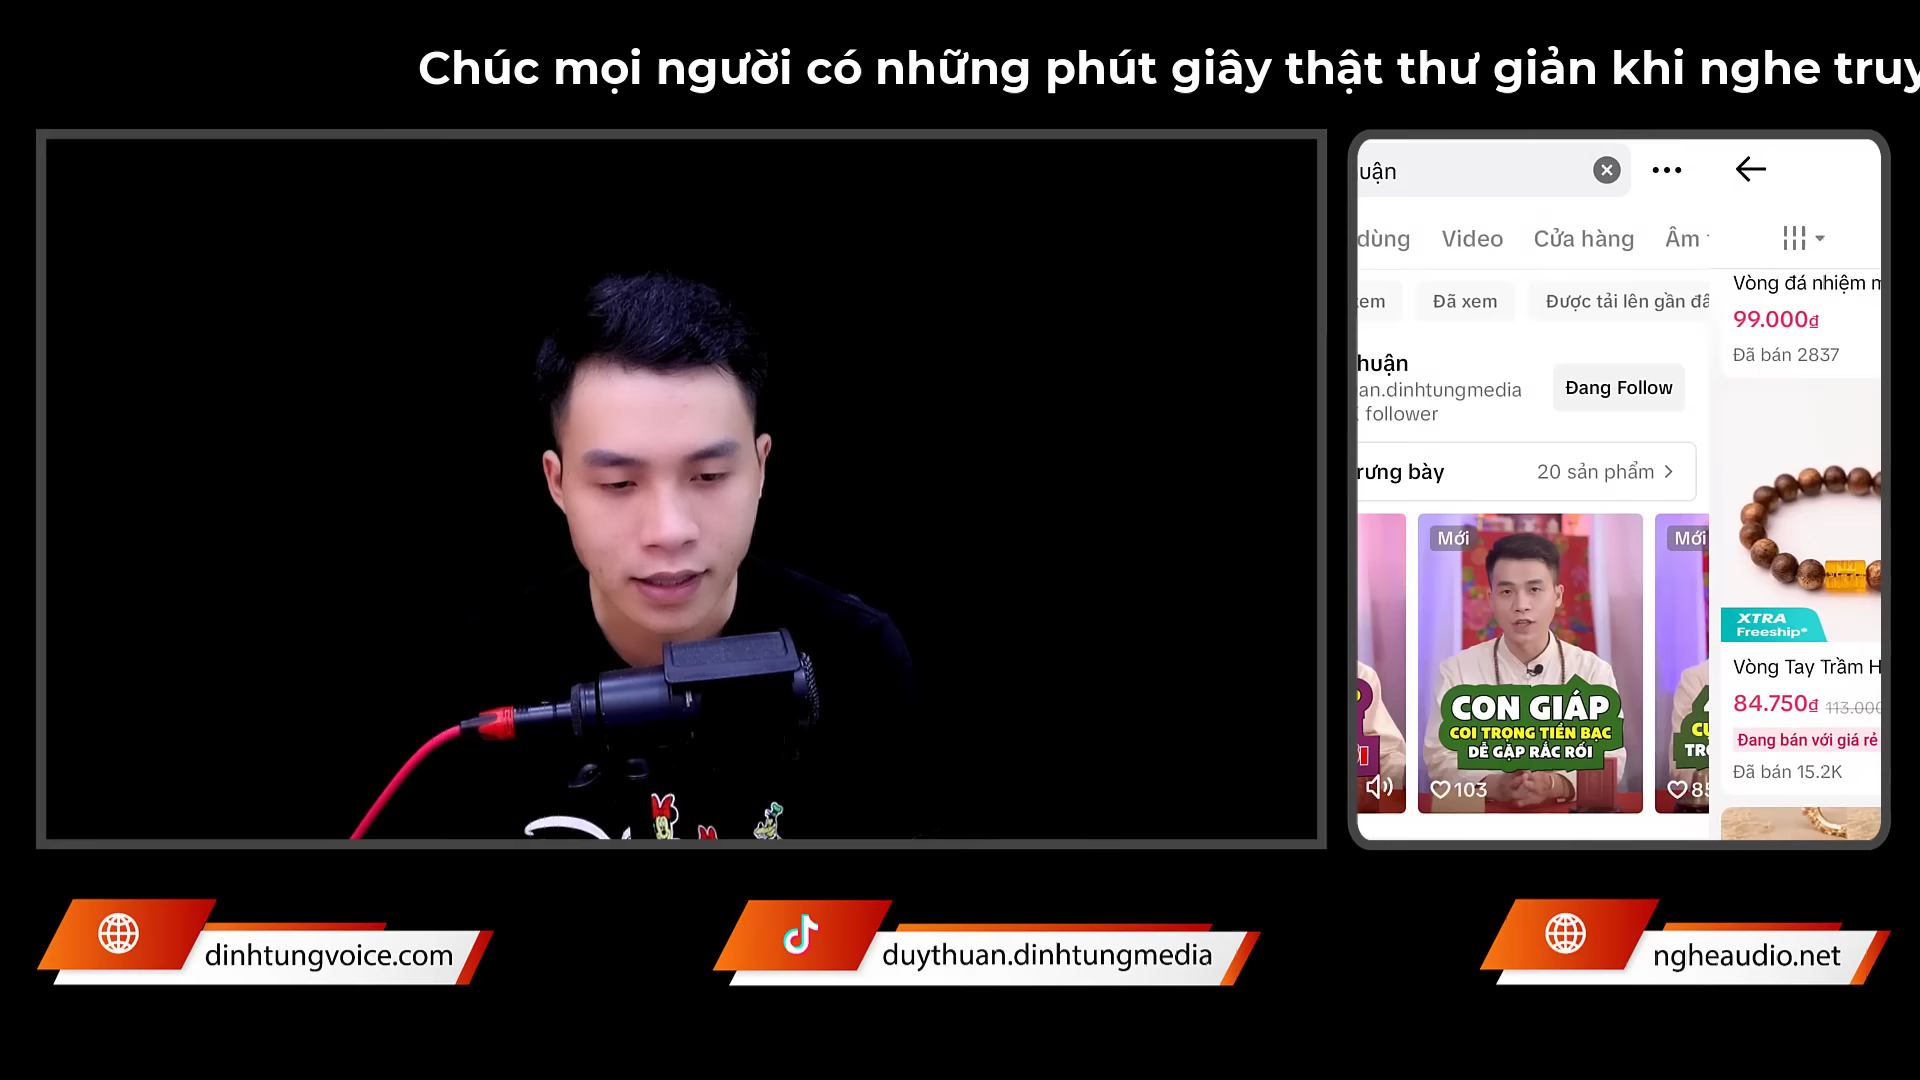 Chúc mọi người có những phút giây thật thư giản khi nghe truy
uận
dùng Video Cửa hàng Âm
Đã xem Được tải lên gần đâ
Vòng đá nhiệm m
99.000₫
Đã bán 2837
huận
an.dinhtungmedia
follower
Đang Follow
rưng bày 20 sản phẩm
Mới
CON GIÁP
COI TRỌNG TIỀN BẠC
DỄ GẶP RẮC RỐI
103
Mới
85
XTRA
Freeship*
Vòng Tay Trầm H
84.750₫ 113.000
Đang bán với giá rẻ
Đã bán 15.2K
dinhtungvoice.com
duythuan.dinhtungmedia
ngheaudio.net